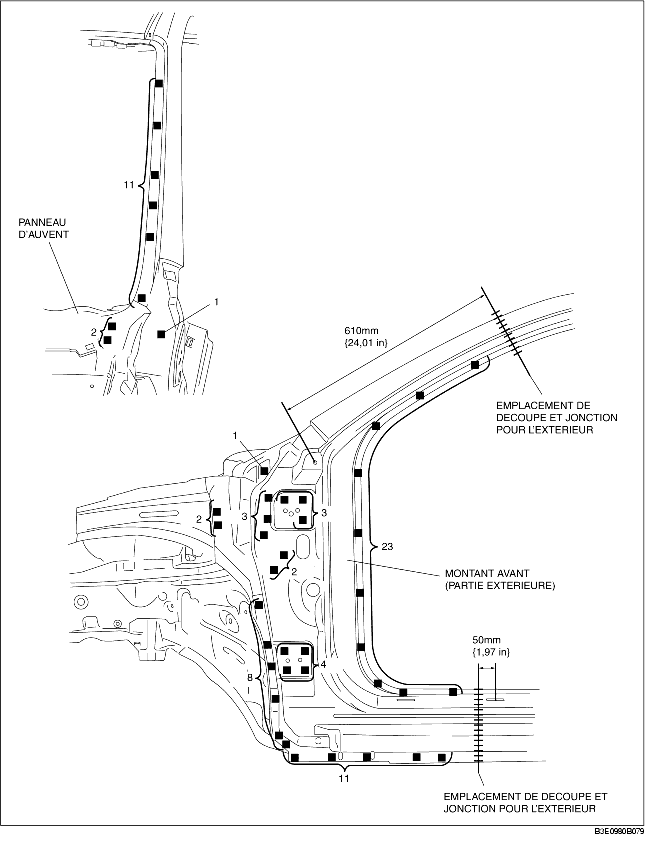 11
PANNEAU
D'AUVENT
1
2
610mm
{24,01 in}
EMPLACEMENT DE
DECOUPE ET JONCTION
POUR L'EXTERIEUR
1
2
3
3
23
2
MONTANT AVANT
(PARTIE EXTERIEURE)
50mm
{1,97 in}
8
4
11
EMPLACEMENT DE DECOUPE ET
JONCTION POUR L'EXTERIEUR
B3E0980B079